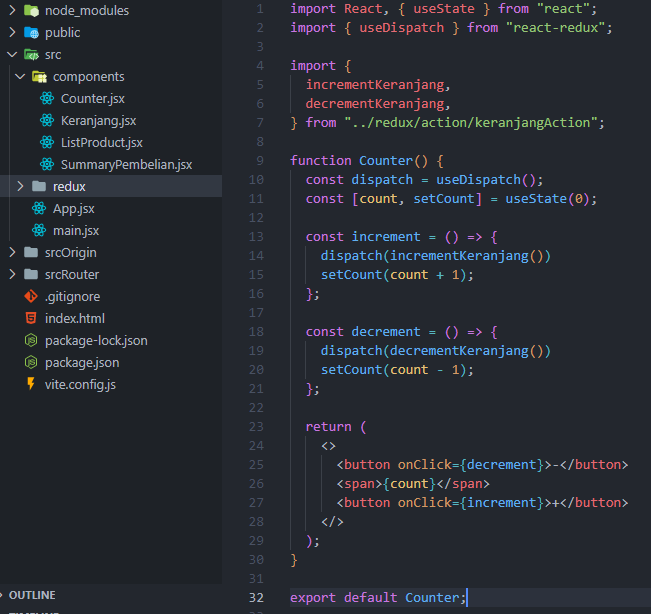 node_modules
public
src
components
Counter.jsx
Keranjang.jsx
ListProduct.jsx
SummaryPembelian.jsx
redux
App.jsx
main.jsx
srcOrigin
srcRouter
.gitignore
index.html
package-lock.json
package.json
vite.config.js
OUTLINE
TIMELINE
1 import React, { useState } from "react";
2 import { useDispatch } from "react-redux";
3
4 import {
5   incrementKeranjang,
6   decrementKeranjang,
7 } from "../redux/action/keranjangAction";
8
9 function Counter() {
10   const dispatch = useDispatch();
11   const [count, setCount] = useState(0);
12
13   const increment = () => {
14     dispatch(incrementKeranjang())
15     setCount(count + 1);
16   };
17
18   const decrement = () => {
19     dispatch(decrementKeranjang())
20     setCount(count - 1);
21   };
22
23   return (
24     <>
25       <button onClick={decrement}>-</button>
26       <span>{count}</span>
27       <button onClick={increment}>+</button>
28     </>
29   );
30 }
31
32 export default Counter;